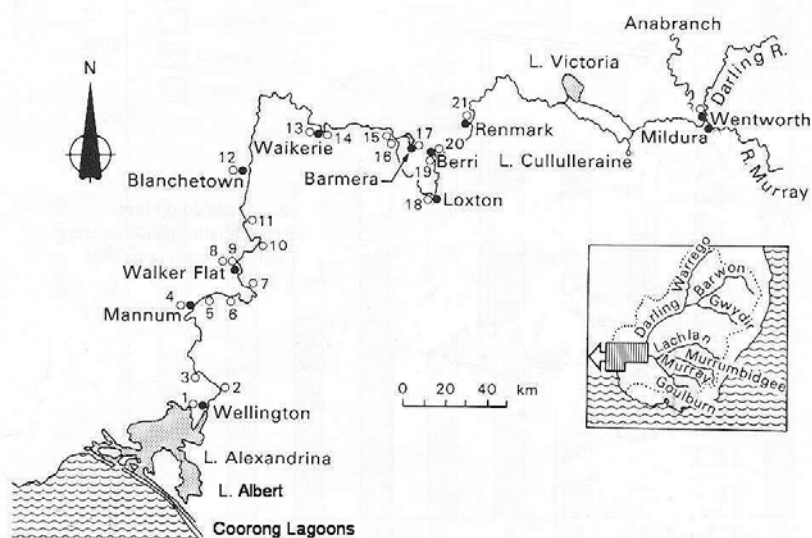 Anabranch
Darling R.
N
L. Victoria
21
Renmark
Wentworth
Mildura
R. Murray
13
Waikerie
14
15
16
17
20
Berri
19
Barmera
L. Cullulleraine
12
Blanchetown
18
Loxton
11
10
8
9
Walker Flat
7
4
Mannum
5
6
3
2
1
Wellington
0
20
40
km
L. Alexandrina
L. Albert
Coorong Lagoons
Warrego
Barwon
Darling
Gwydir
Lachlan
Murrumbidgee
Murray
Goulburn